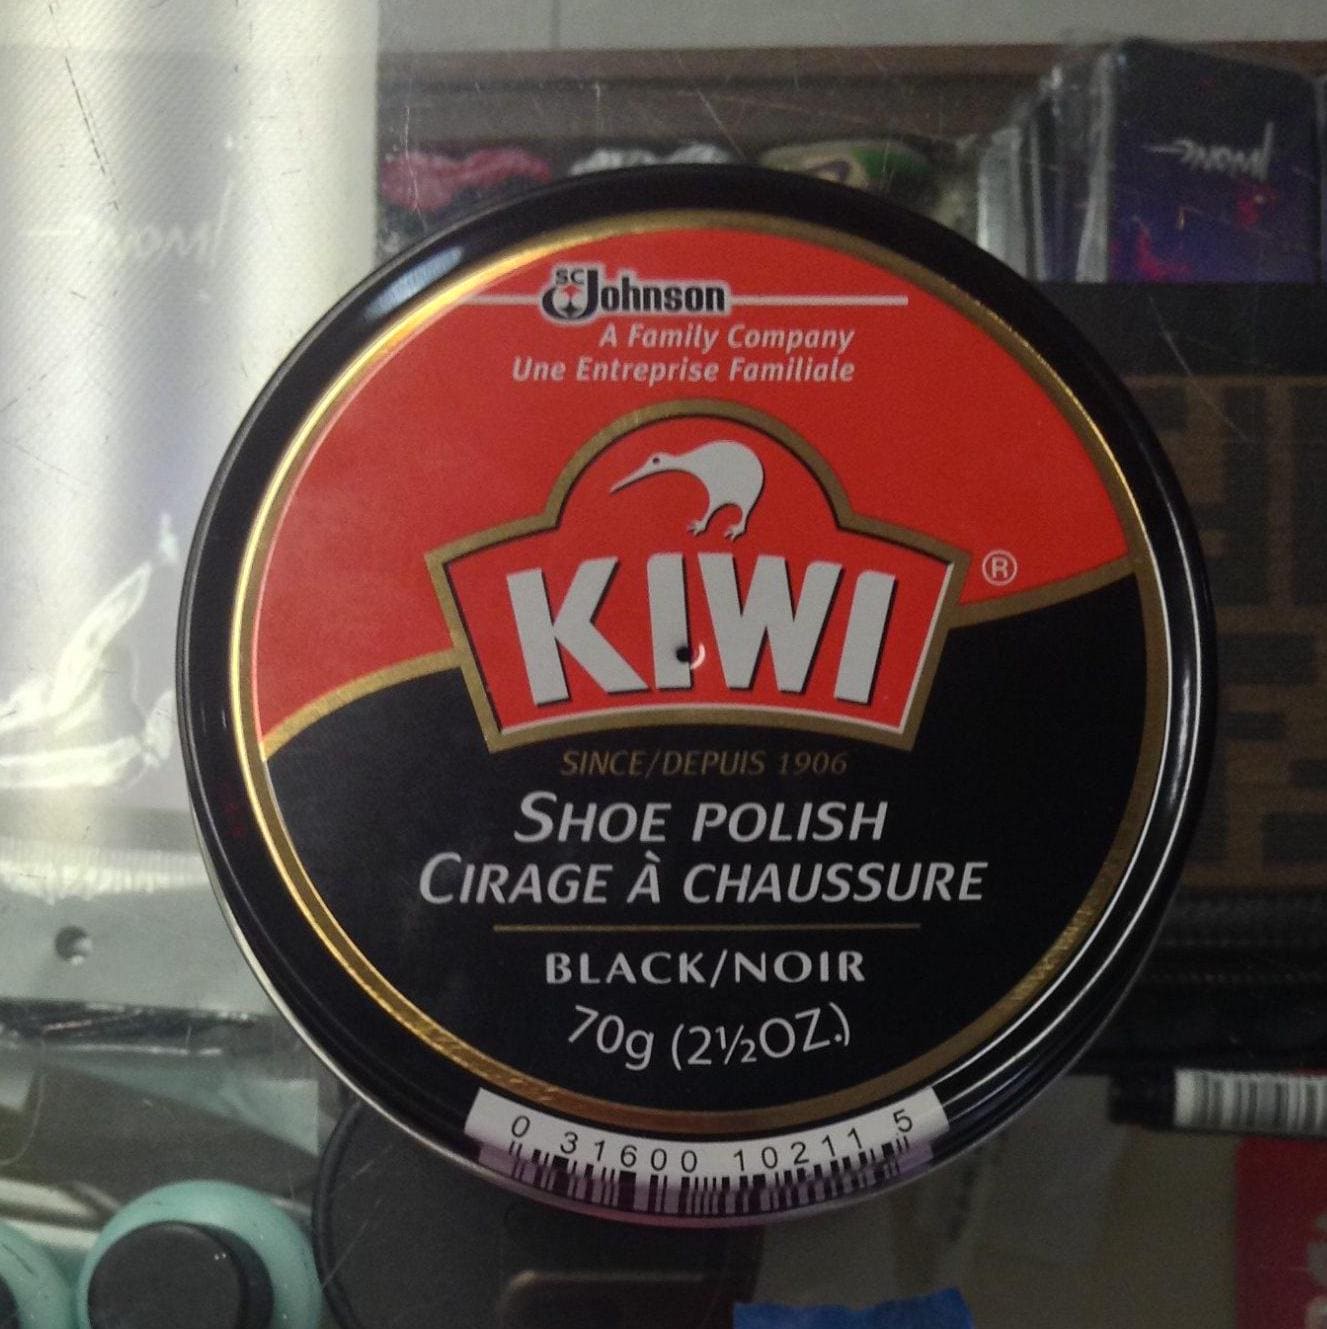 SC Johnson
A Family Company
Une Entreprise Familiale
KIWI®
SINCE/DEPUIS 1906
SHOE POLISH
CIRAGE À CHAUSSURE
BLACK/NOIR
70g (2½OZ.)
0 31600 10211 5